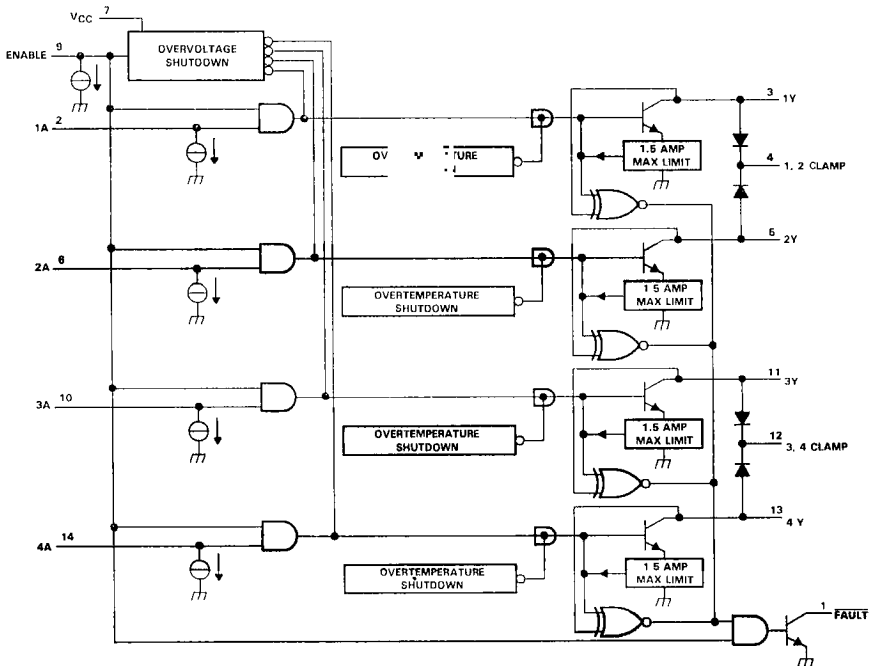 VCC 7
ENABLE 9
OVERVOLTAGE
SHUTDOWN
1A 2
3 1Y
1.5 AMP
MAX LIMIT
4
1, 2 CLAMP
2A 6
OVERTEMPERATURE
SHUTDOWN
6 2Y
1 5 AMP
MAX LIMIT
3A 10
OVERTEMPERATURE
SHUTDOWN
11 3Y
1.5 AMP
MAX LIMIT
12
3, 4 CLAMP
4A 14
OVERTEMPERATURE
SHUTDOWN
13 4 Y
1 5 AMP
MAX LIMIT
1 FAULT